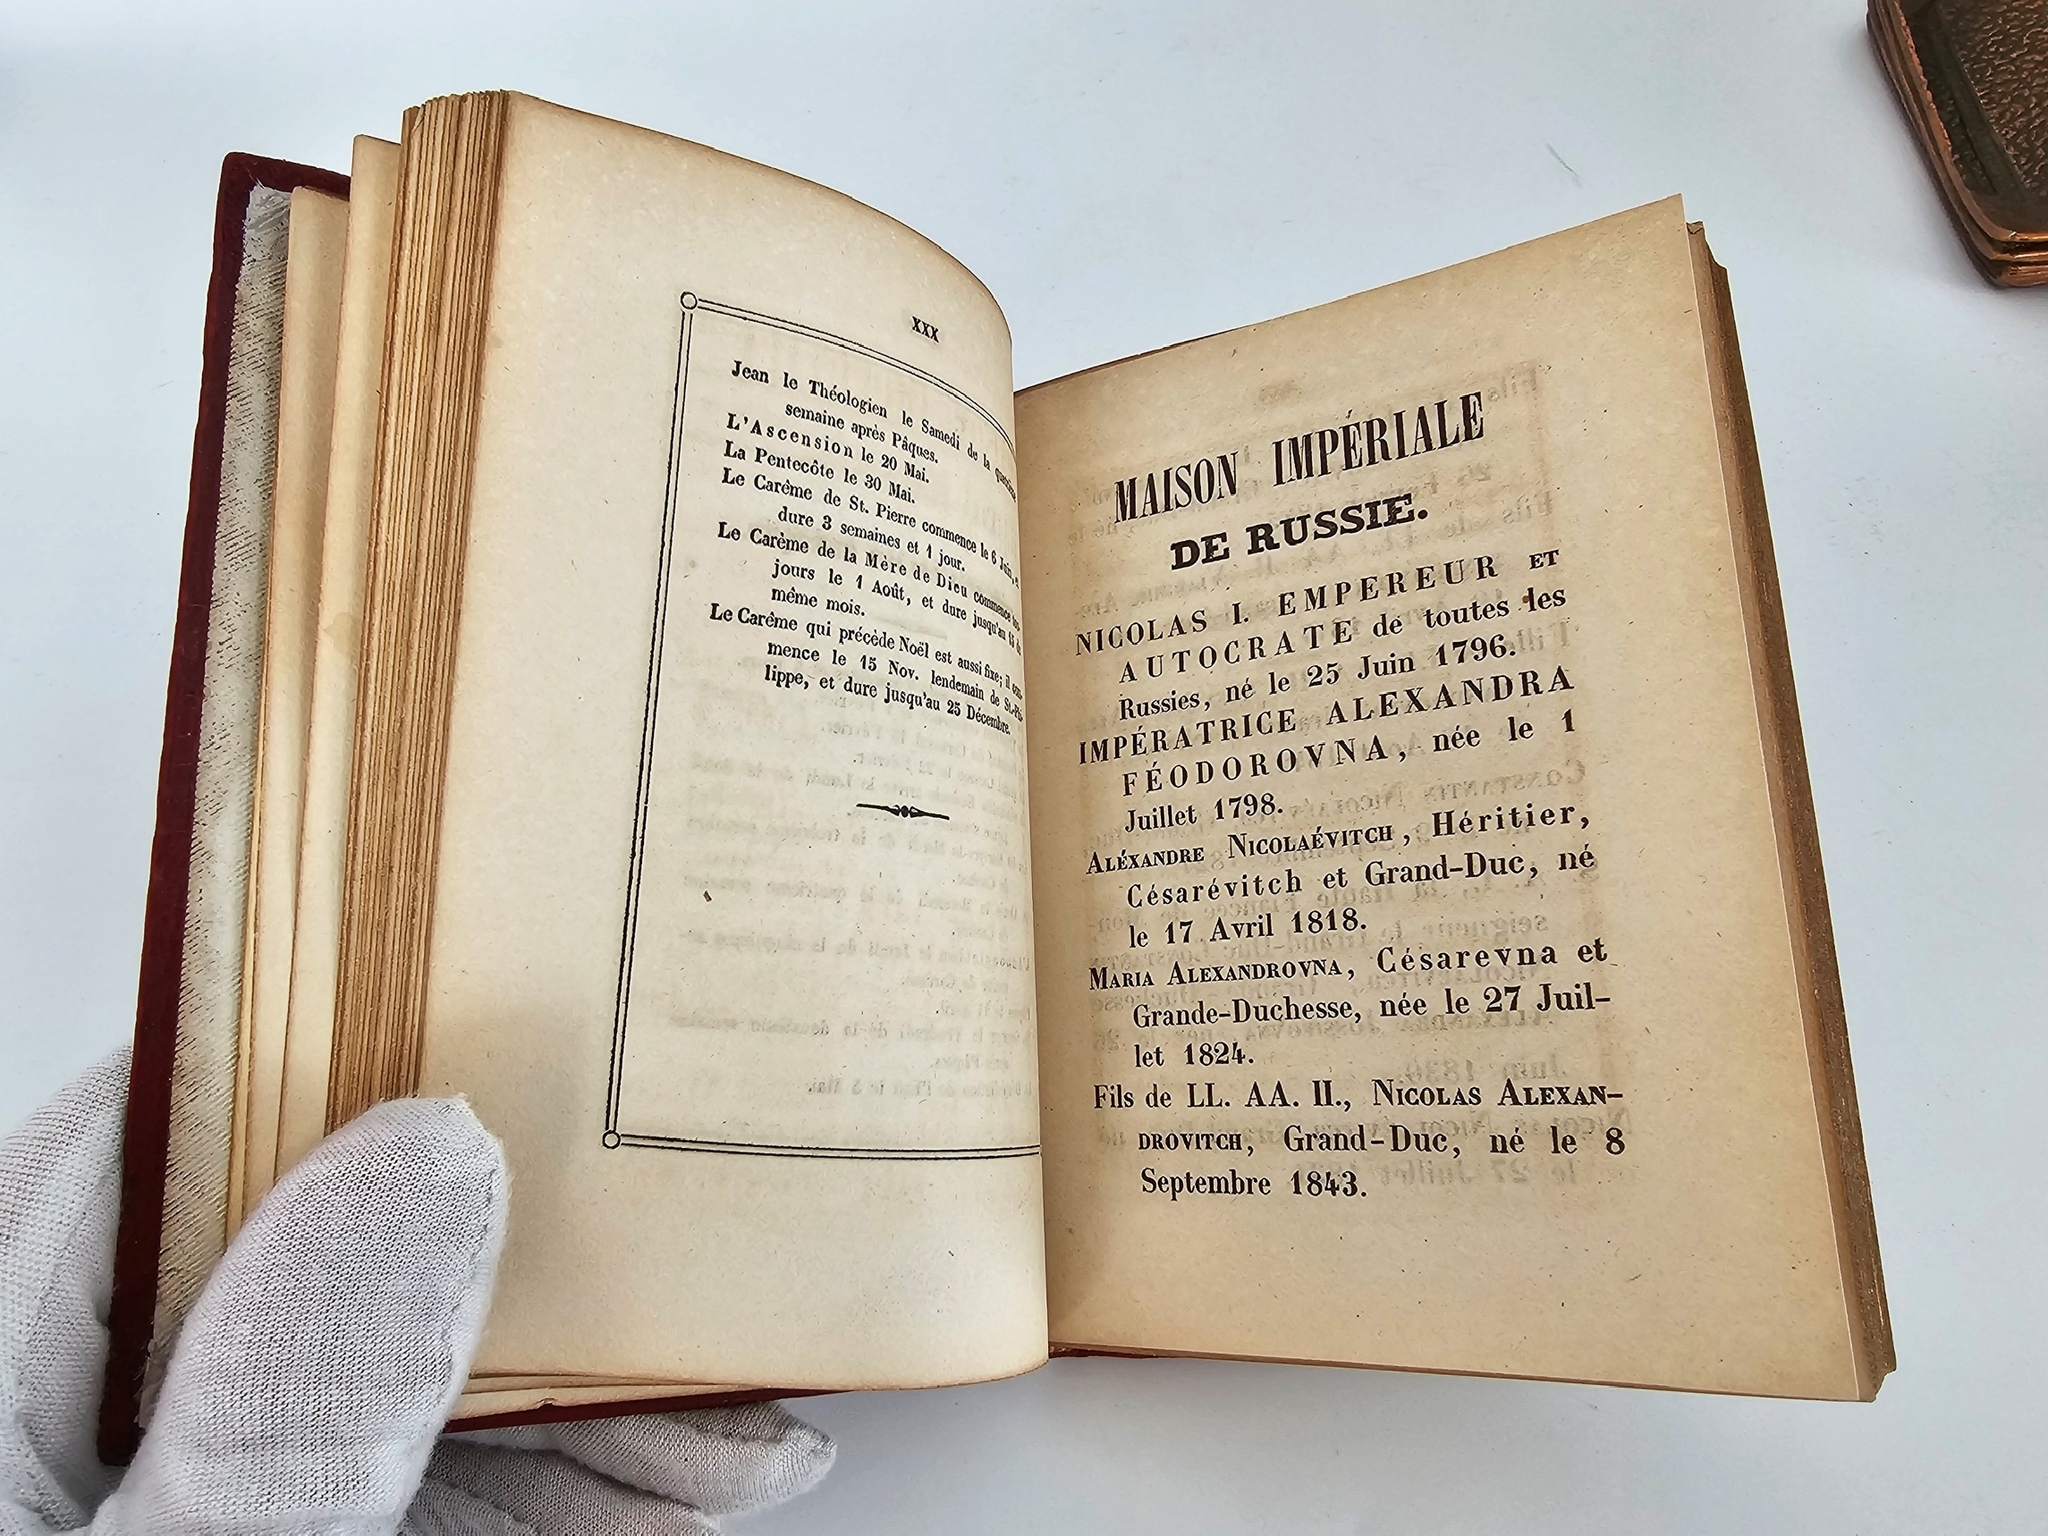 XXX
Jean le Théologien le Samedi de la
semaine après Pâques.
L'Ascension le 20 Mai.
La Pentecôte le 30 Mai.
Le Carême de St. Pierre commence le 6 Juin, et
dure 3 semaines et 1 jour.
Le Carême de la Mère de Dieu commence
jours le 1 Août, et dure jusqu'au 15 du
même mois.
Le Carême qui précède Noël est aussi fixe; il com-
mence le 15 Nov. lendemain de St.-Phi-
lippe, et dure jusqu'au 25 Décembre.
MAISON IMPÉRIALE
DE RUSSIE.
NICOLAS I. EMPEREUR ET
AUTOCRATE de toutes les
Russies, né le 25 Juin 1796.
IMPÉRATRICE ALEXANDRA
FÉODOROVNA, née le 1
Juillet 1798.
ALÉXANDRE NICOLAÉVITCH, Héritier,
Césarévitch et Grand-Duc, né
le 17 Avril 1818.
MARIA ALEXANDROVNA, Césarevna et
Grande-Duchesse, née le 27 Juil-
let 1824.
Fils de LL. AA. II., NICOLAS ALEXAN-
DROVITCH, Grand-Duc, né le 8
Septembre 1843.